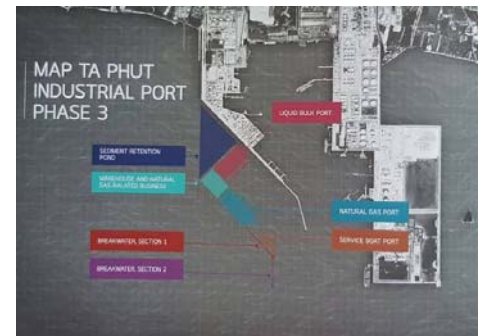 MAP TA PHUT
INDUSTRIAL PORT
PHASE 3
LIQUID BULK PORT
SEDIMENT RETENTION
POND
WAREHOUSE AND NATURAL
GAS RALATED BUSINESS
NATURAL GAS PORT
SERVICE BOAT PORT
BREAKWATER, SECTION 1
BREAKWATER, SECTION 2